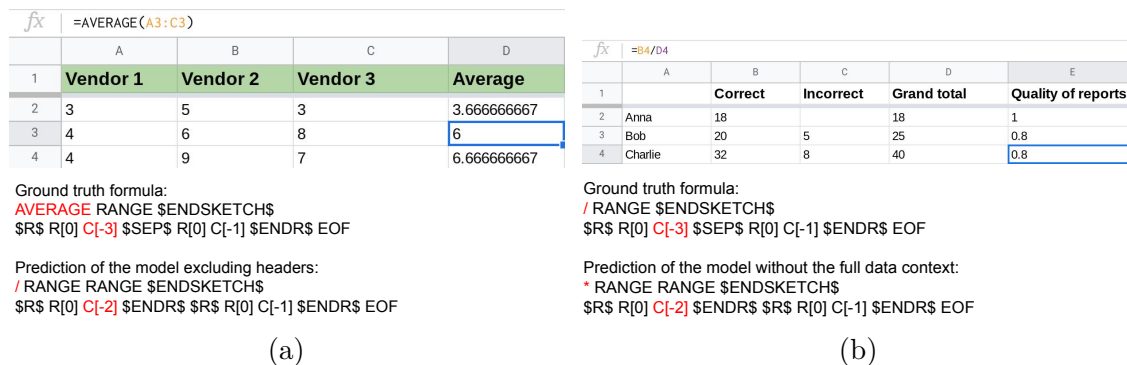 fx =AVERAGE(A3:C3)
A B C D
1 Vendor 1 Vendor 2 Vendor 3 Average
2 3 5 3 3.666666667
3 4 6 8 6
4 4 9 7 6.666666667
Ground truth formula:
AVERAGE RANGE $ENDSKETCH$
$R$ R[0] C[-3] $SEP$ R[0] C[-1] $ENDR$ EOF
Prediction of the model excluding headers:
/ RANGE RANGE $ENDSKETCH$
$R$ R[0] C[-2] $ENDR$ $R$ R[0] C[-1] $ENDR$ EOF
(a)
fx =B4/D4
A B C D E
1 Correct Incorrect Grand total Quality of reports
2 Anna 18 18 1
3 Bob 20 5 25 0.8
4 Charlie 32 8 40 0.8
Ground truth formula:
/ RANGE $ENDSKETCH$
$R$ R[0] C[-3] $SEP$ R[0] C[-1] $ENDR$ EOF
Prediction of the model without the full data context:
* RANGE RANGE $ENDSKETCH$
$R$ R[0] C[-2] $ENDR$ $R$ R[0] C[-1] $ENDR$ EOF
(b)